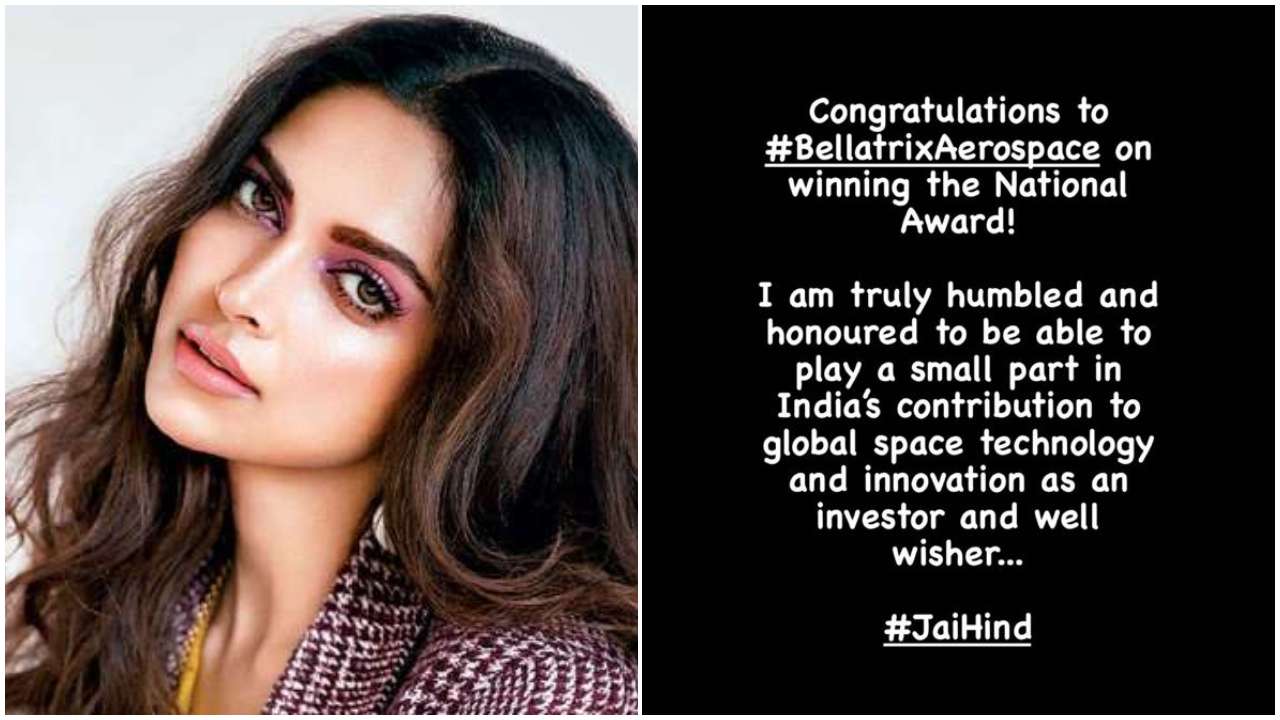 Congratulations to
#BellatrixAerospace on
winning the National
Award!
I am truly humbled and
honoured to be able to
play a small part in
India's contribution to
global space technology
and innovation as an
investor and well
wisher...
#JaiHind